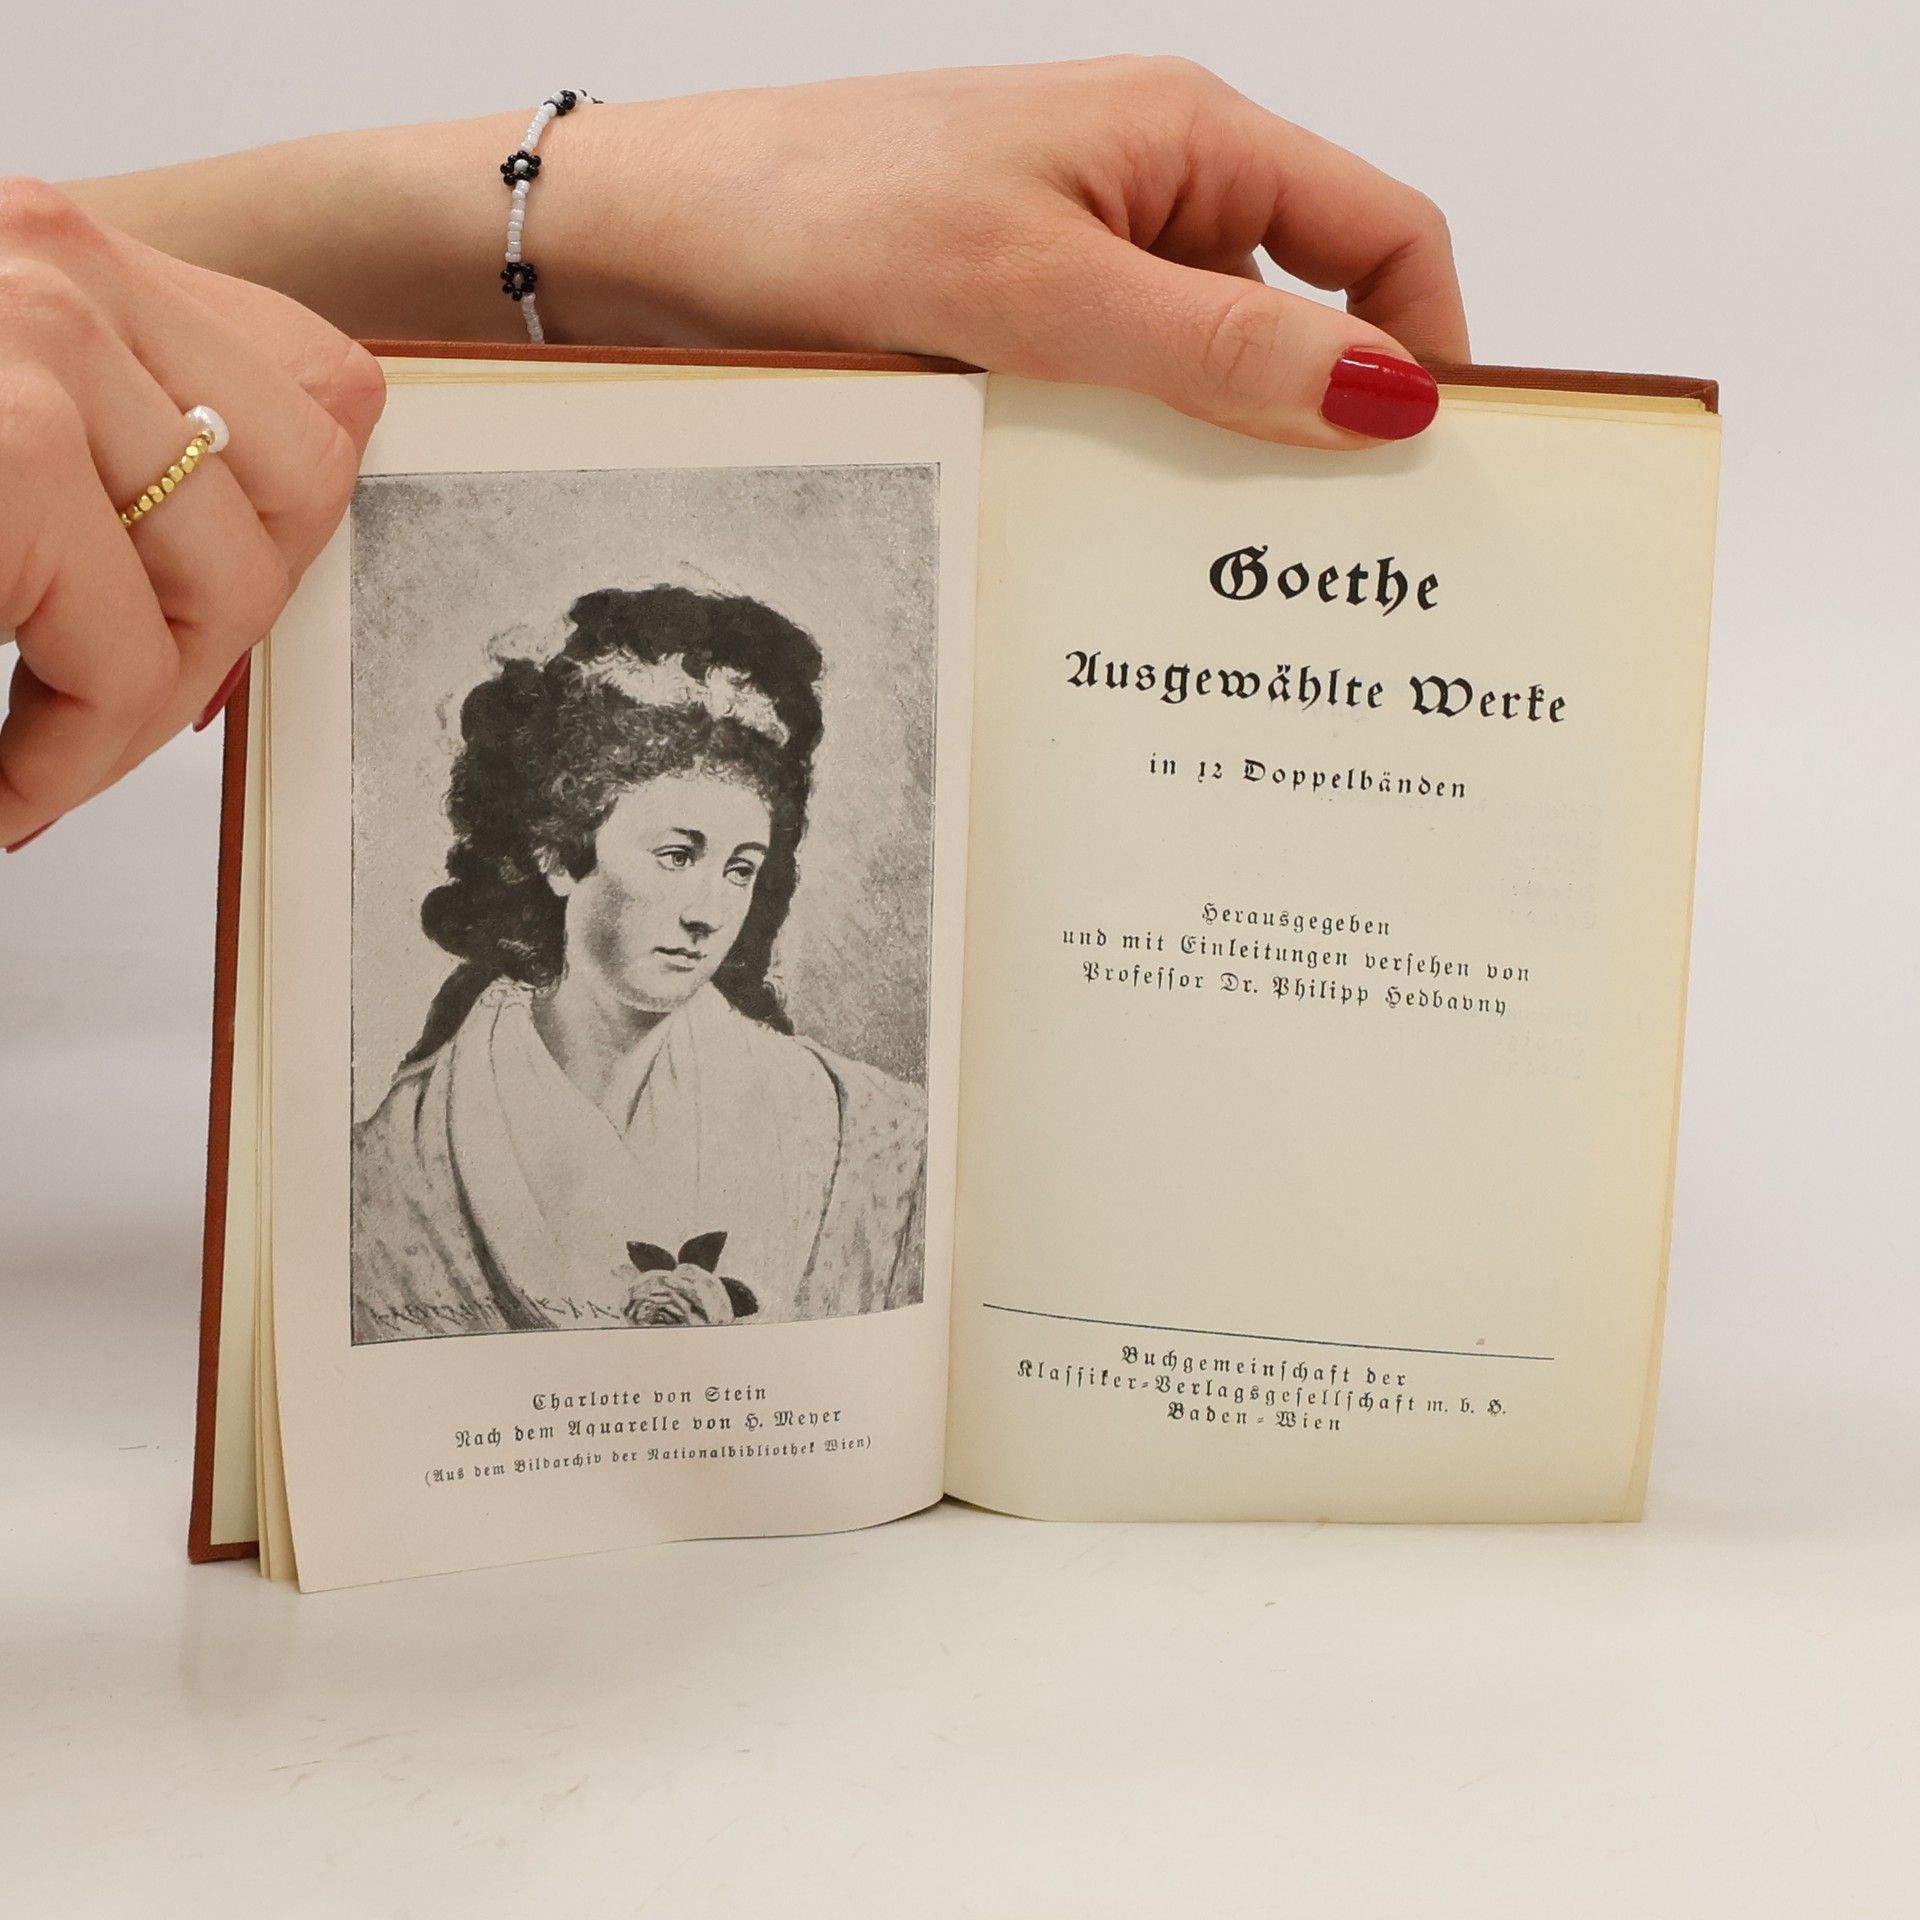 Charlotte von Stein
Nach dem Aquarelle von H. Meyer
(Aus dem Bildarchiv der Nationalbibliothek Wien)
Goethe
Ausgewählte Werke
in 12 Doppelbänden
Herausgegeben
und mit Einleitungen verſehen von
Profeſſor Dr. Philipp Hedbavny
Buchgemeinſchaft der
Klaſſiker-Verlagsgeſellſchaft m. b. H.
Baden-Wien